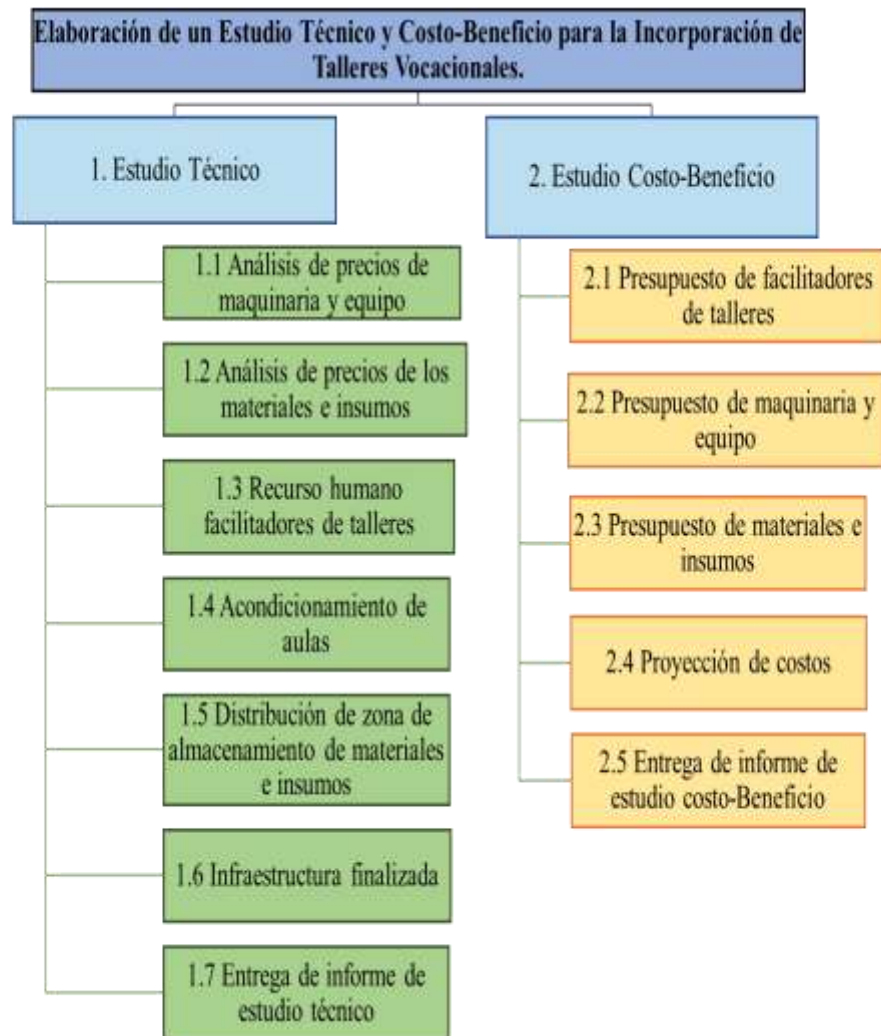 Elaboración de un Estudio Técnico y Costo-Beneficio para la Incorporación de
Talleres Vocacionales.
1. Estudio Técnico
1.1 Análisis de precios de
maquinaria y equipo
1.2 Análisis de precios de los
materiales e insumos
1.3 Recurso humano
facilitadores de talleres
1.4 Acondicionamiento de
aulas
1.5 Distribución de zona de
almacenamiento de materiales
e insumos
1.6 Infraestructura finalizada
1.7 Entrega de informe de
estudio técnico
2. Estudio Costo-Beneficio
2.1 Presupuesto de facilitadores
de talleres
2.2 Presupuesto de maquinaria y
equipo
2.3 Presupuesto de materiales e
insumos
2.4 Proyección de costos
2.5 Entrega de informe de
estudio costo-Beneficio